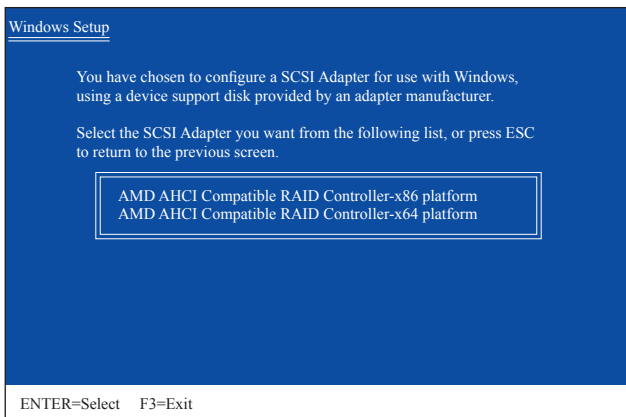 Windows Setup
You have chosen to configure a SCSI Adapter for use with Windows,
using a device support disk provided by an adapter manufacturer.
Select the SCSI Adapter you want from the following list, or press ESC
to return to the previous screen.
AMD AHCI Compatible RAID Controller-x86 platform
AMD AHCI Compatible RAID Controller-x64 platform
ENTER=Select F3=Exit